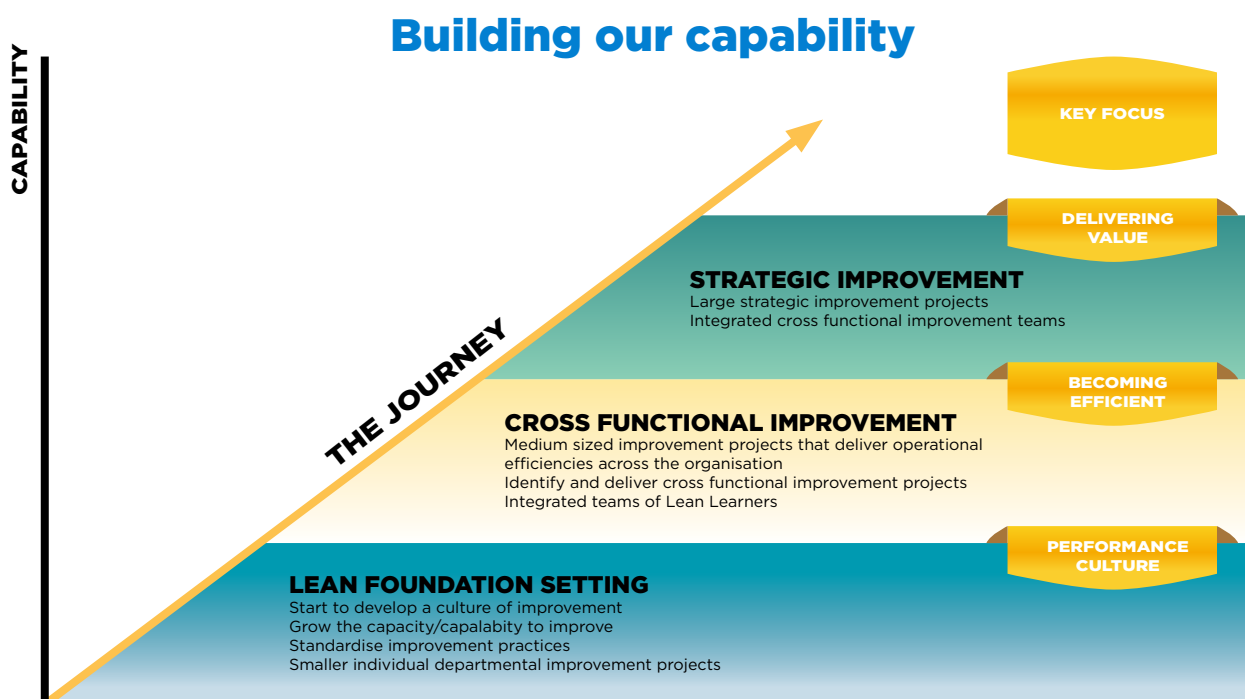 Building our capability
CAPABILITY
KEY FOCUS
DELIVERING
VALUE
STRATEGIC IMPROVEMENT
Large strategic improvement projects
Integrated cross functional improvement teams
THE JOURNEY
BECOMING
EFFICIENT
CROSS FUNCTIONAL IMPROVEMENT
Medium sized improvement projects that deliver operational
efficiencies across the organisation
Identify and deliver cross functional improvement projects
Integrated teams of Lean Learners
PERFORMANCE
CULTURE
LEAN FOUNDATION SETTING
Start to develop a culture of improvement
Grow the capacity/capalabity to improve
Standardise improvement practices
Smaller individual departmental improvement projects